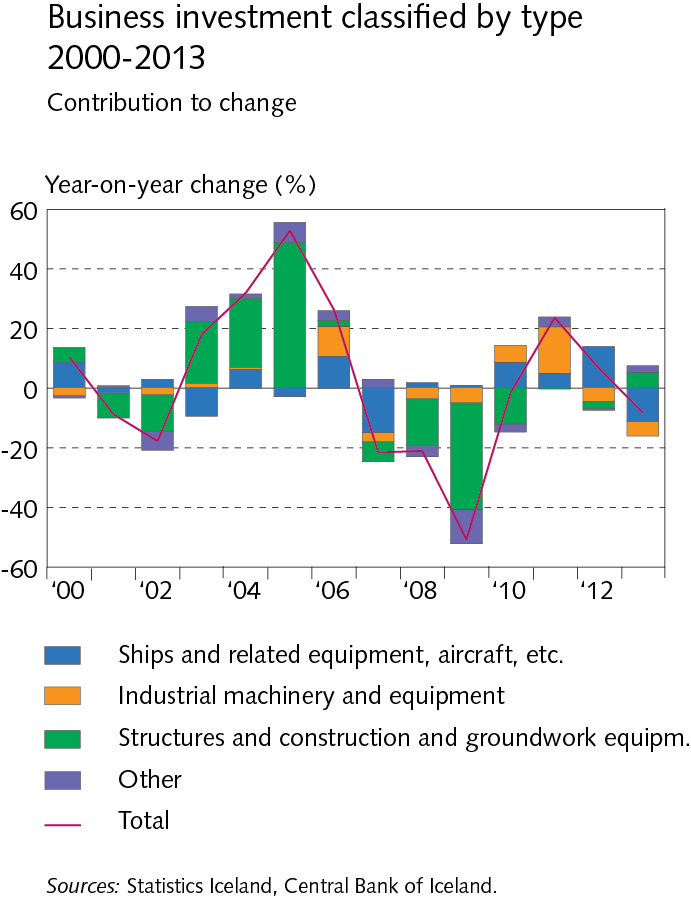 Business investment classified by type
2000-2013
Contribution to change
Year-on-year change (%)
60
40
20
0
-20
-40
-60
‘00 ‘02 ‘04 ‘06 ‘08 ‘10 ‘12
Ships and related equipment, aircraft, etc.
Industrial machinery and equipment
Structures and construction and groundwork equipm.
Other
Total
Sources: Statistics Iceland, Central Bank of Iceland.